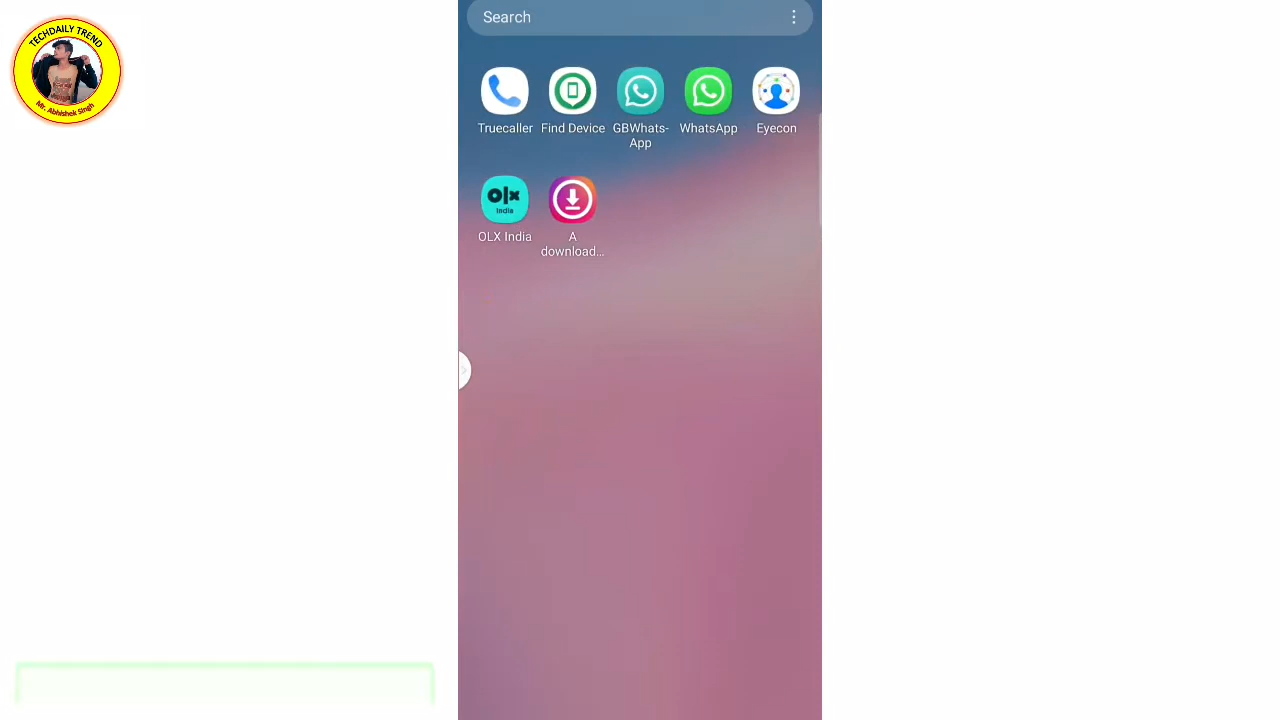 TECHDAILY TREND
Mr. Abhishek Singh
Search
Truecaller
Find Device
GBWhats-
App
WhatsApp
Eyecon
olx
India
OLX India
A
download...